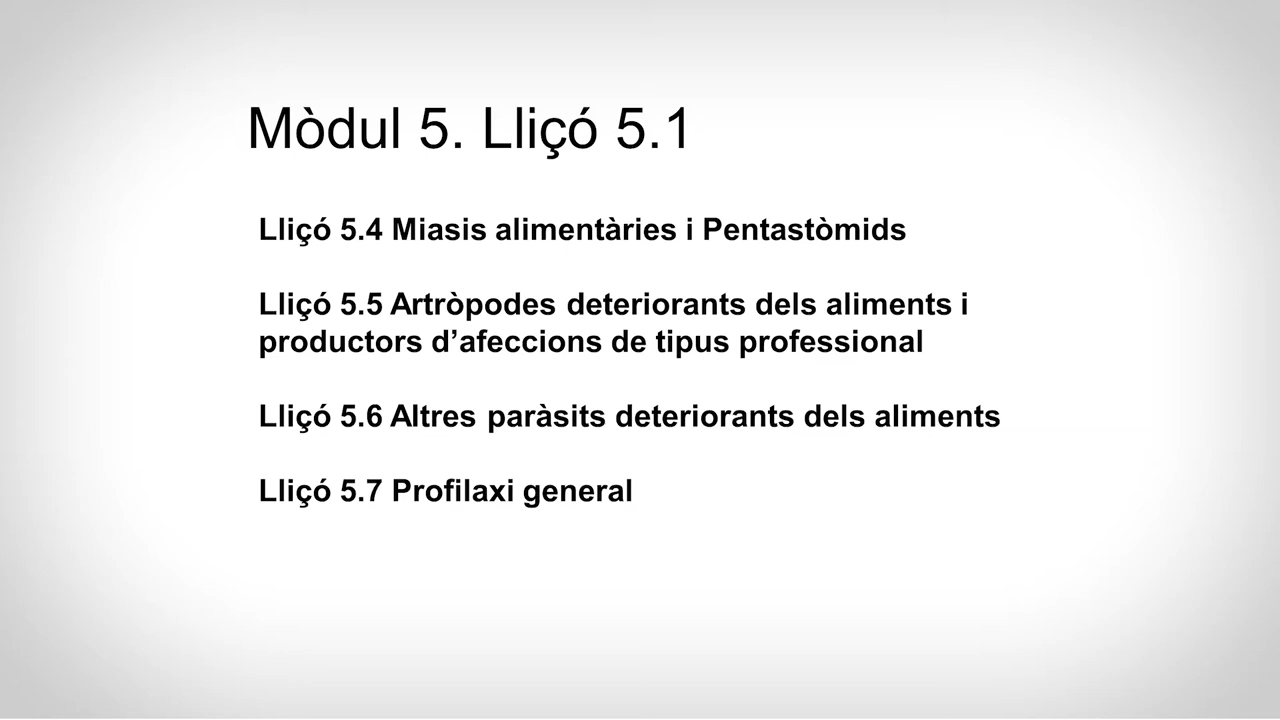 Mòdul 5. Lliçó 5.1
Lliçó 5.4 Miasis alimentàries i Pentastòmids
Lliçó 5.5 Artròpodes deteriorants dels aliments i
productors d’afeccions de tipus professional
Lliçó 5.6 Altres paràsits deteriorants dels aliments
Lliçó 5.7 Profilaxi general